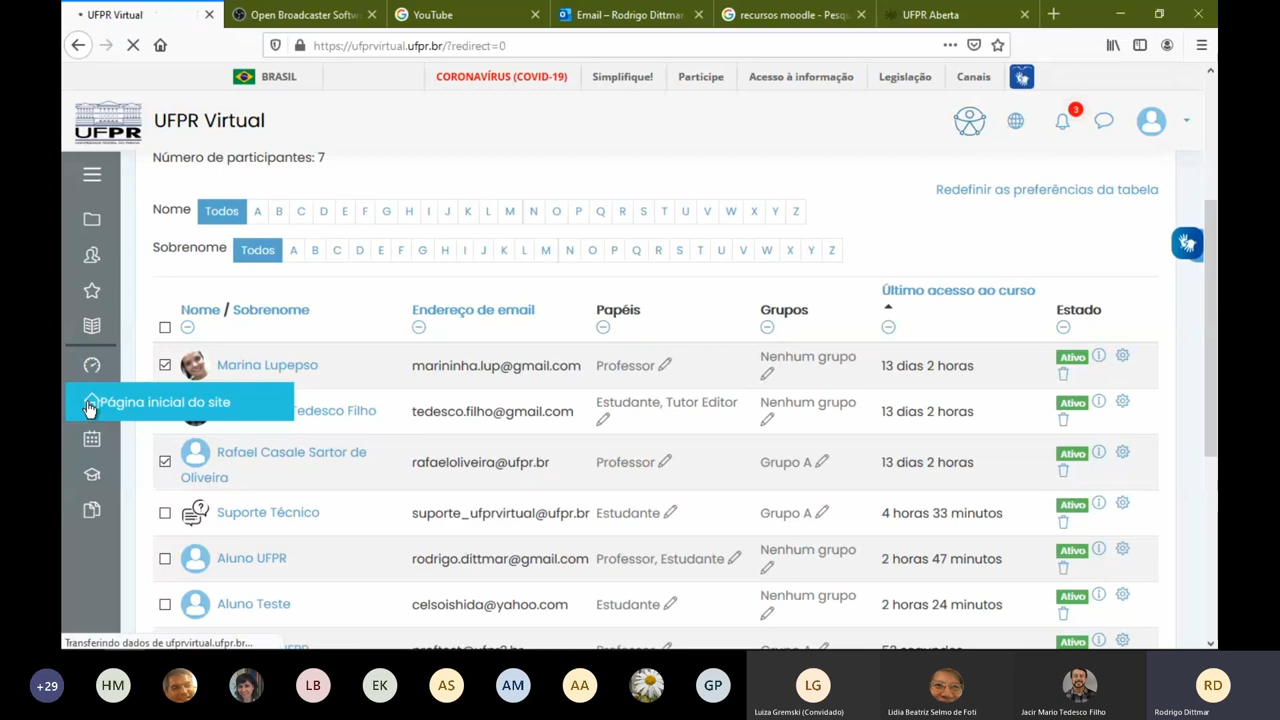 UFPR Virtual
Open Broadcaster Softw
YouTube
Email – Rodrigo Dittmar
recursos moodle - Pesqu
UFPR Aberta
https://ufprvirtual.ufpr.br/?redirect=0
BRASIL
CORONAVÍRUS (COVID-19)
Simplifique!
Participe
Acesso à informação
Legislação
Canais
UFPR
UFPR Virtual
3
Número de participantes: 7
Redefinir as preferências da tabela
Nome Todos A B C D E F G H I J K L M N O P Q R S T U V W X Y Z
Sobrenome Todos A B C D E F G H I J K L M N O P Q R S T U V W X Y Z
Nome / Sobrenome Endereço de email Papéis Grupos Último acesso ao curso Estado
Marina Lupepso marininha.lup@gmail.com Professor Nenhum grupo 13 dias 2 horas Ativo
Página inicial do site
Tedesco Filho tedesco.filho@gmail.com Estudante, Tutor Editor Nenhum grupo 13 dias 2 horas Ativo
Rafael Casale Sartor de
Oliveira
rafaeloliveira@ufpr.br Professor Grupo A 13 dias 2 horas Ativo
Suporte Técnico suporte_ufprvirtual@ufpr.br Estudante Grupo A 4 horas 33 minutos Ativo
Aluno UFPR rodrigo.dittmar@gmail.com Professor, Estudante Nenhum grupo 2 horas 47 minutos Ativo
Aluno Teste celsoishida@yahoo.com Estudante Nenhum grupo 2 horas 24 minutos Ativo
Ativo
Transferindo dados de ufprvirtual.ufpr.br...
+29 HM LB EK AS AM AA GP LG RD
Luiza Gremski (Convidado)
Lidia Beatriz Selmo de Foti
Jacir Mario Tedesco Filho
Rodrigo Dittmar